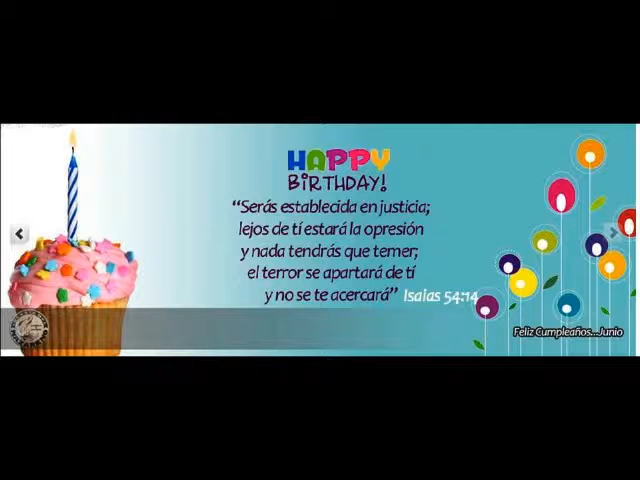 HAPPY
BIRTHDAY!
“Serás establecida en justicia;
lejos de tí estará la opresión
y nada tendrás que temer;
el terror se apartará de tí
y no se te acercará” Isaias 54:14
Feliz Cumpleaños...Junio